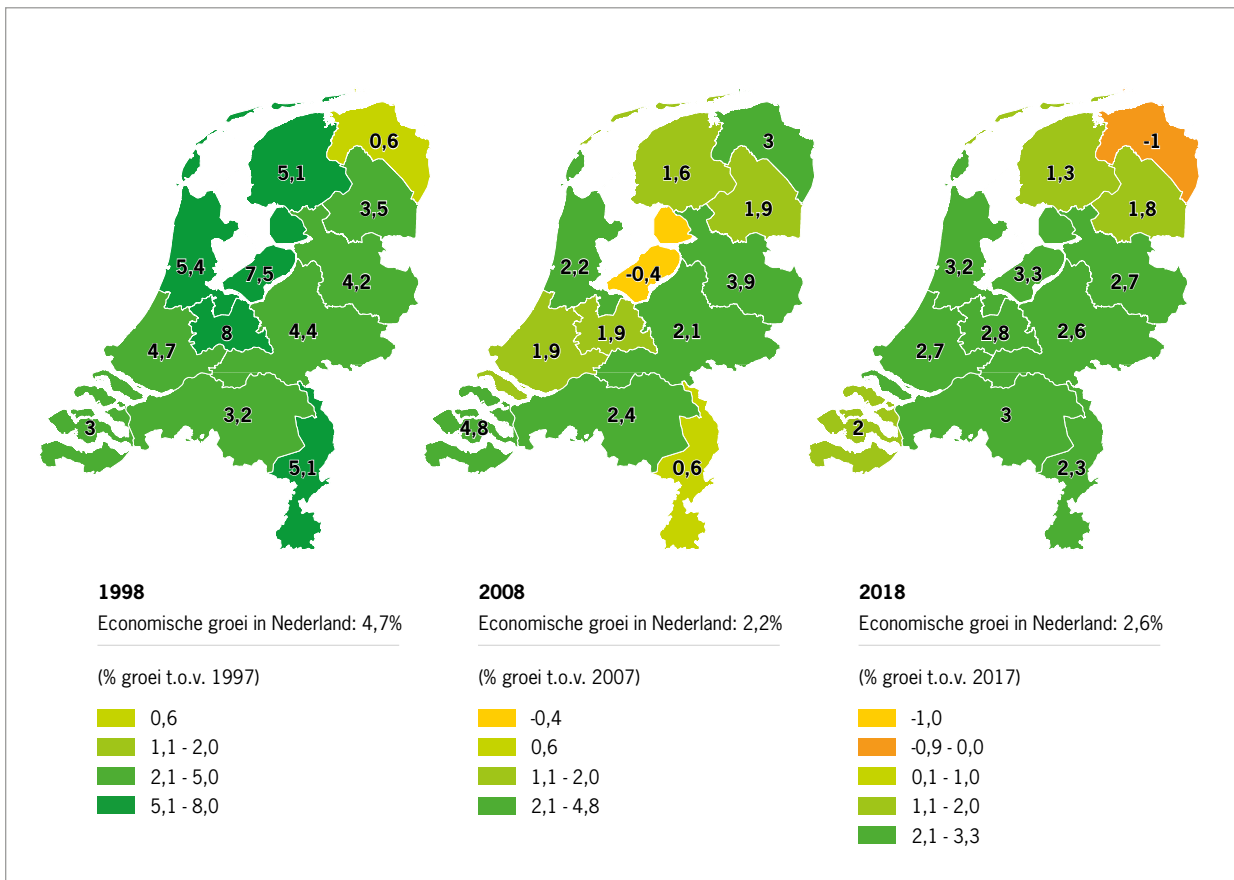 0,6
5,1
3,5
5,4
7,5
4,2
8
4,4
4,7
3,2
3
5,1
3
1,6
1,9
2,2
-0,4
3,9
1,9
2,1
1,9
2,4
4,8
0,6
-1
1,3
1,8
3,2
3,3
2,7
2,8
2,6
2,7
3
2
2,3
1998
Economische groei in Nederland: 4,7%
(% groei t.o.v. 1997)
0,6
1,1 - 2,0
2,1 - 5,0
5,1 - 8,0
2008
Economische groei in Nederland: 2,2%
(% groei t.o.v. 2007)
-0,4
0,6
1,1 - 2,0
2,1 - 4,8
2018
Economische groei in Nederland: 2,6%
(% groei t.o.v. 2017)
-1,0
-0,9 - 0,0
0,1 - 1,0
1,1 - 2,0
2,1 - 3,3